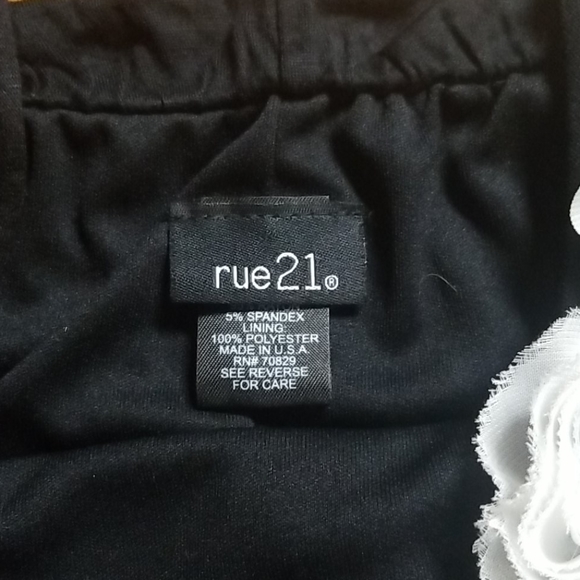 rue21®
5% SPANDEX
LINING:
100% POLYESTER
MADE IN U.S.A.
RN# 70829
SEE REVERSE
FOR CARE